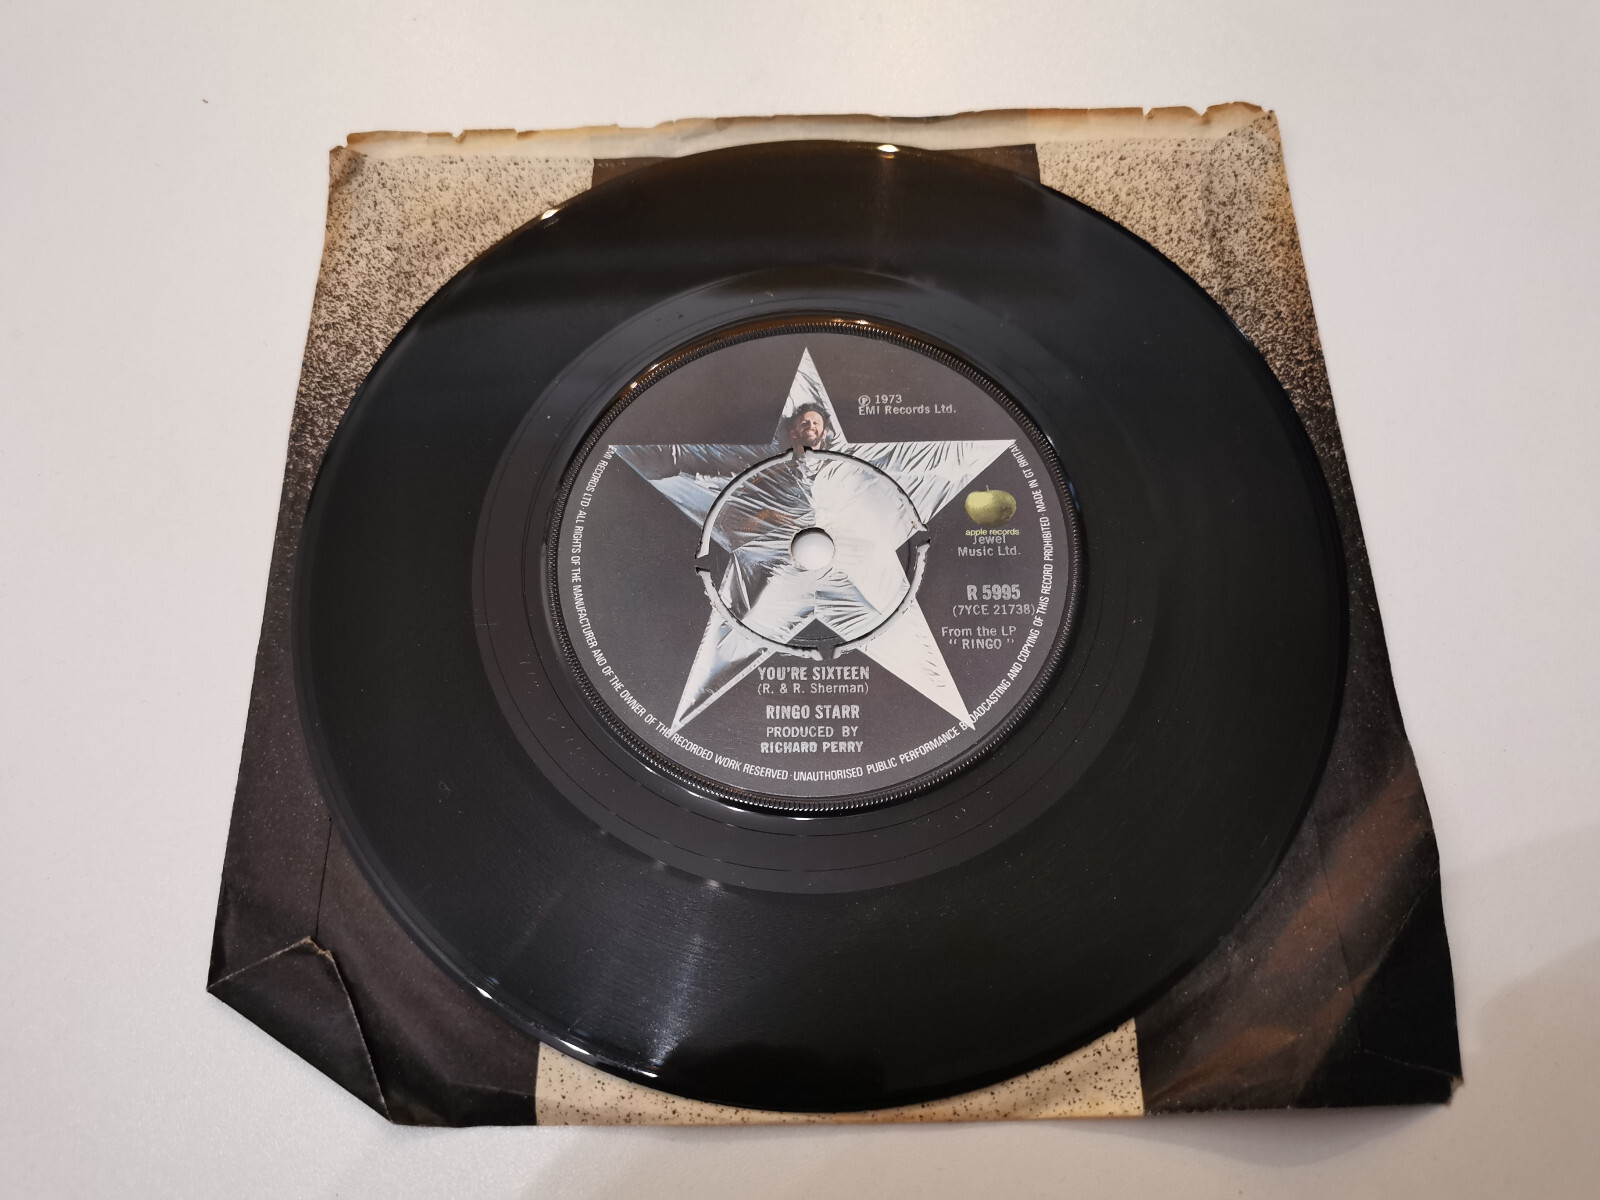 ℗ 1973
EMI Records Ltd.
apple records
Jewel
Music Ltd.
R 5995
(7YCE 21738)
From the LP
" RINGO "
YOU'RE SIXTEEN
(R. & R. Sherman)
RINGO STARR
PRODUCED BY
RICHARD PERRY
EMI RECORDS LTD · ALL RIGHTS OF THE MANUFACTURER AND OF THE OWNER OF THE RECORDED WORK RESERVED · UNAUTHORISED PUBLIC PERFORMANCE BROADCASTING AND COPYING OF THIS RECORD PROHIBITED · MADE IN GT BRITAIN